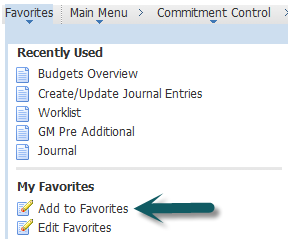 Favorites Main Menu > Commitment Control >
Recently Used
Budgets Overview
Create/Update Journal Entries
Worklist
GM Pre Additional
Journal
My Favorites
Add to Favorites
Edit Favorites